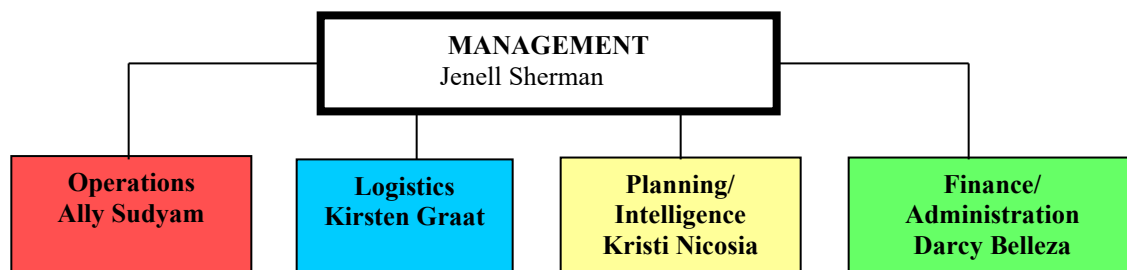 MANAGEMENT
Jenell Sherman
Operations
Ally Sudyam
Logistics
Kirsten Graat
Planning/
Intelligence
Kristi Nicosia
Finance/
Administration
Darcy Belleza